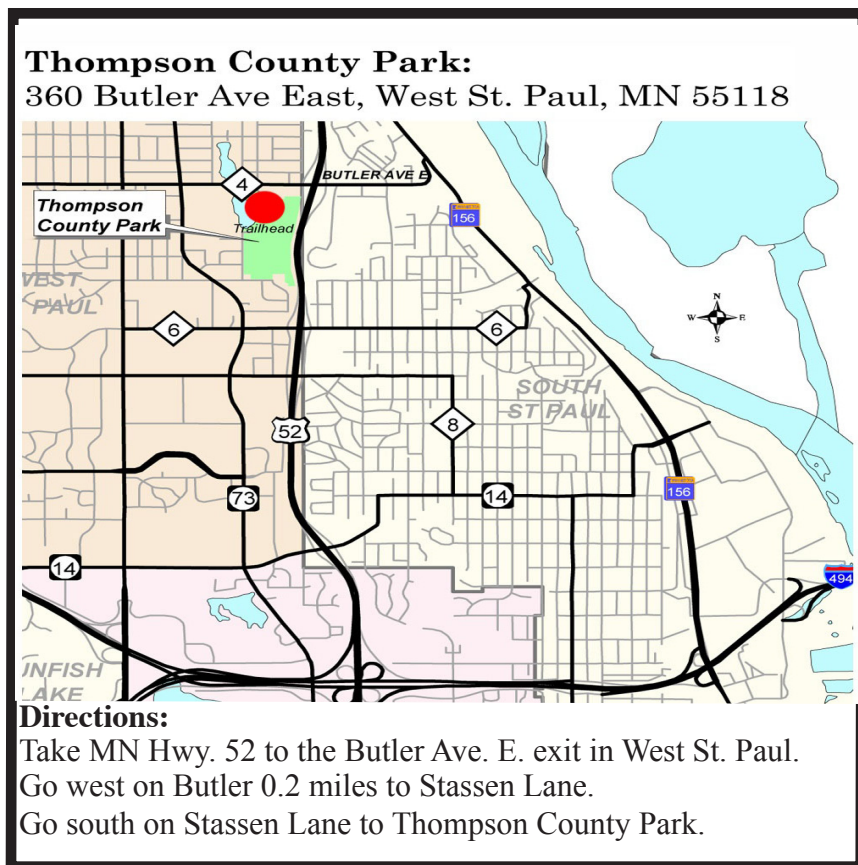 Thompson County Park:
360 Butler Ave East, West St. Paul, MN 55118
BUTLER AVE E
4
Thompson
County Park
Trailhead
156
WEST
PAUL
N
W E
S
6
6
SOUTH
ST PAUL
52
8
73
14
156
14
494
UNFISH
LAKE
Directions:
Take MN Hwy. 52 to the Butler Ave. E. exit in West St. Paul.
Go west on Butler 0.2 miles to Stassen Lane.
Go south on Stassen Lane to Thompson County Park.